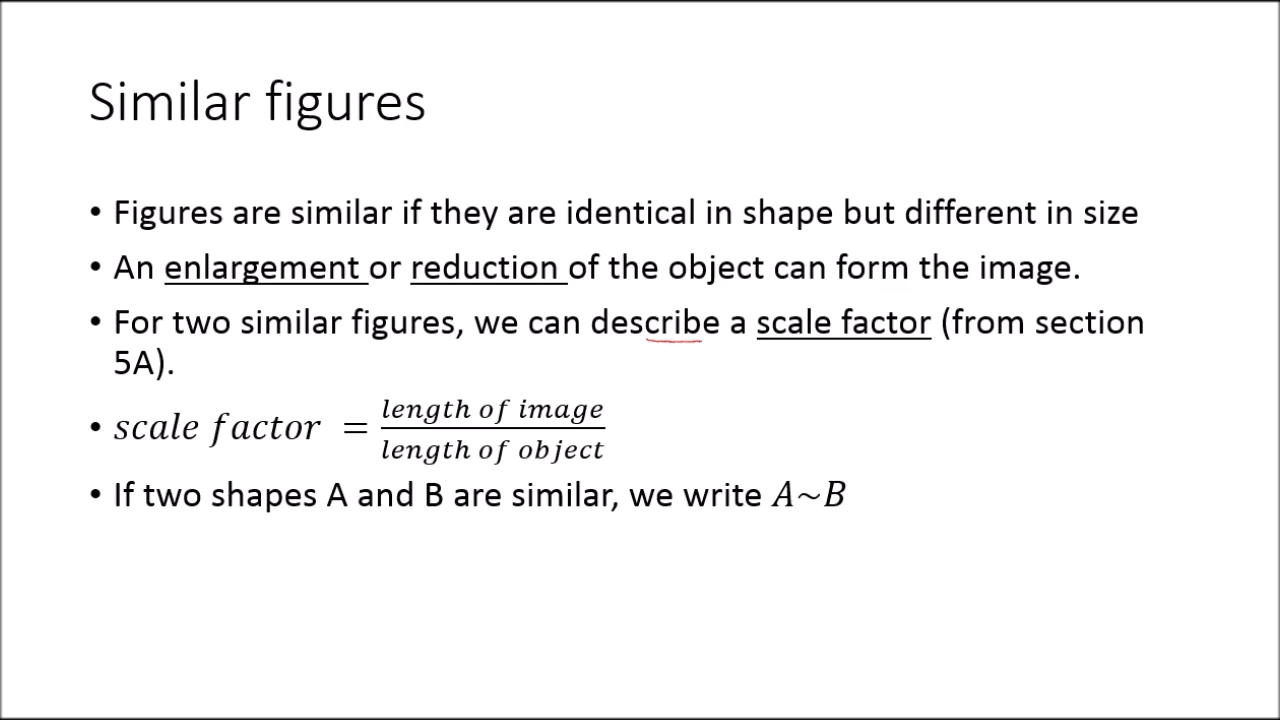 Similar figures
• Figures are similar if they are identical in shape but different in size
• An enlargement or reduction of the object can form the image.
• For two similar figures, we can describe a scale factor (from section
5A).
• scale factor = length of image / length of object
• If two shapes A and B are similar, we write A~B